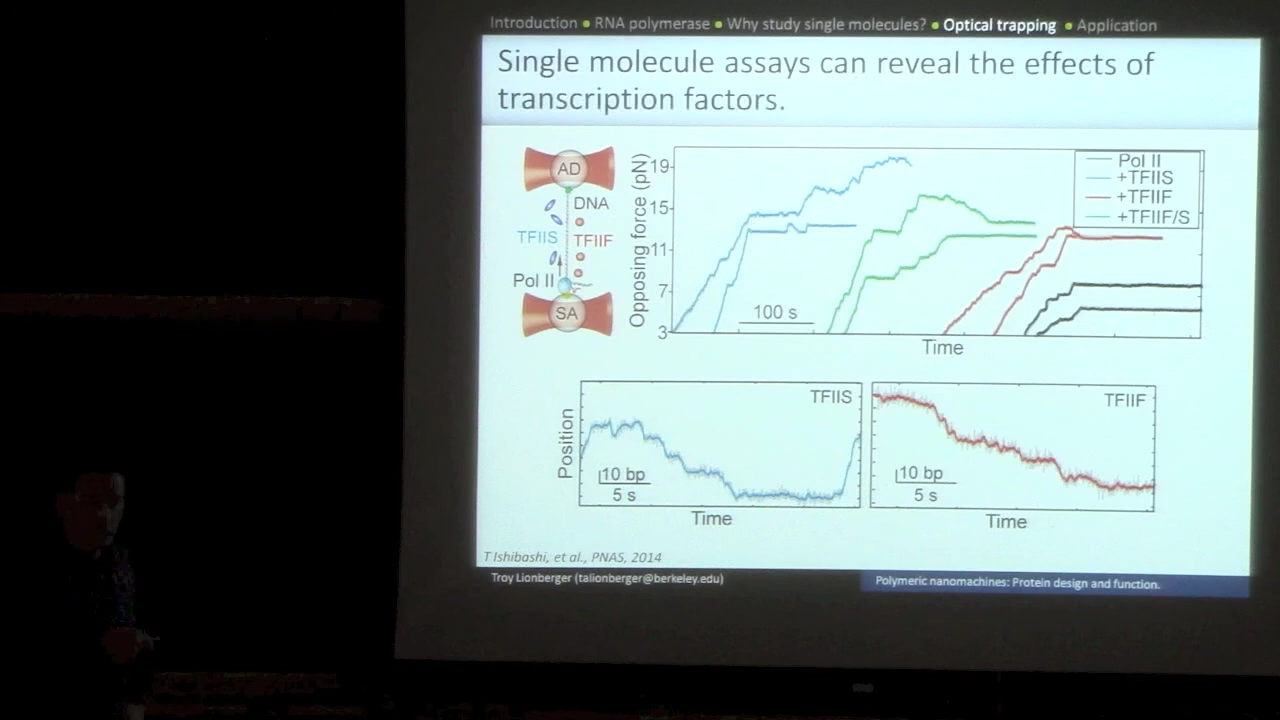 Introduction • RNA polymerase • Why study single molecules? • Optical trapping • Application
Single molecule assays can reveal the effects of
transcription factors.
AD
DNA
TFIIS
TFIIF
Pol II
SA
Opposing force (pN)
19
15
11
7
3
100 s
Time
Pol II
+TFIIS
+TFIIF
+TFIIF/S
Position
TFIIS
10 bp
5 s
Time
TFIIF
10 bp
5 s
Time
T Ishibashi, et al., PNAS, 2014
Troy Lionberger (talionberger@berkeley.edu)
Polymeric nanomachines: Protein design and function.